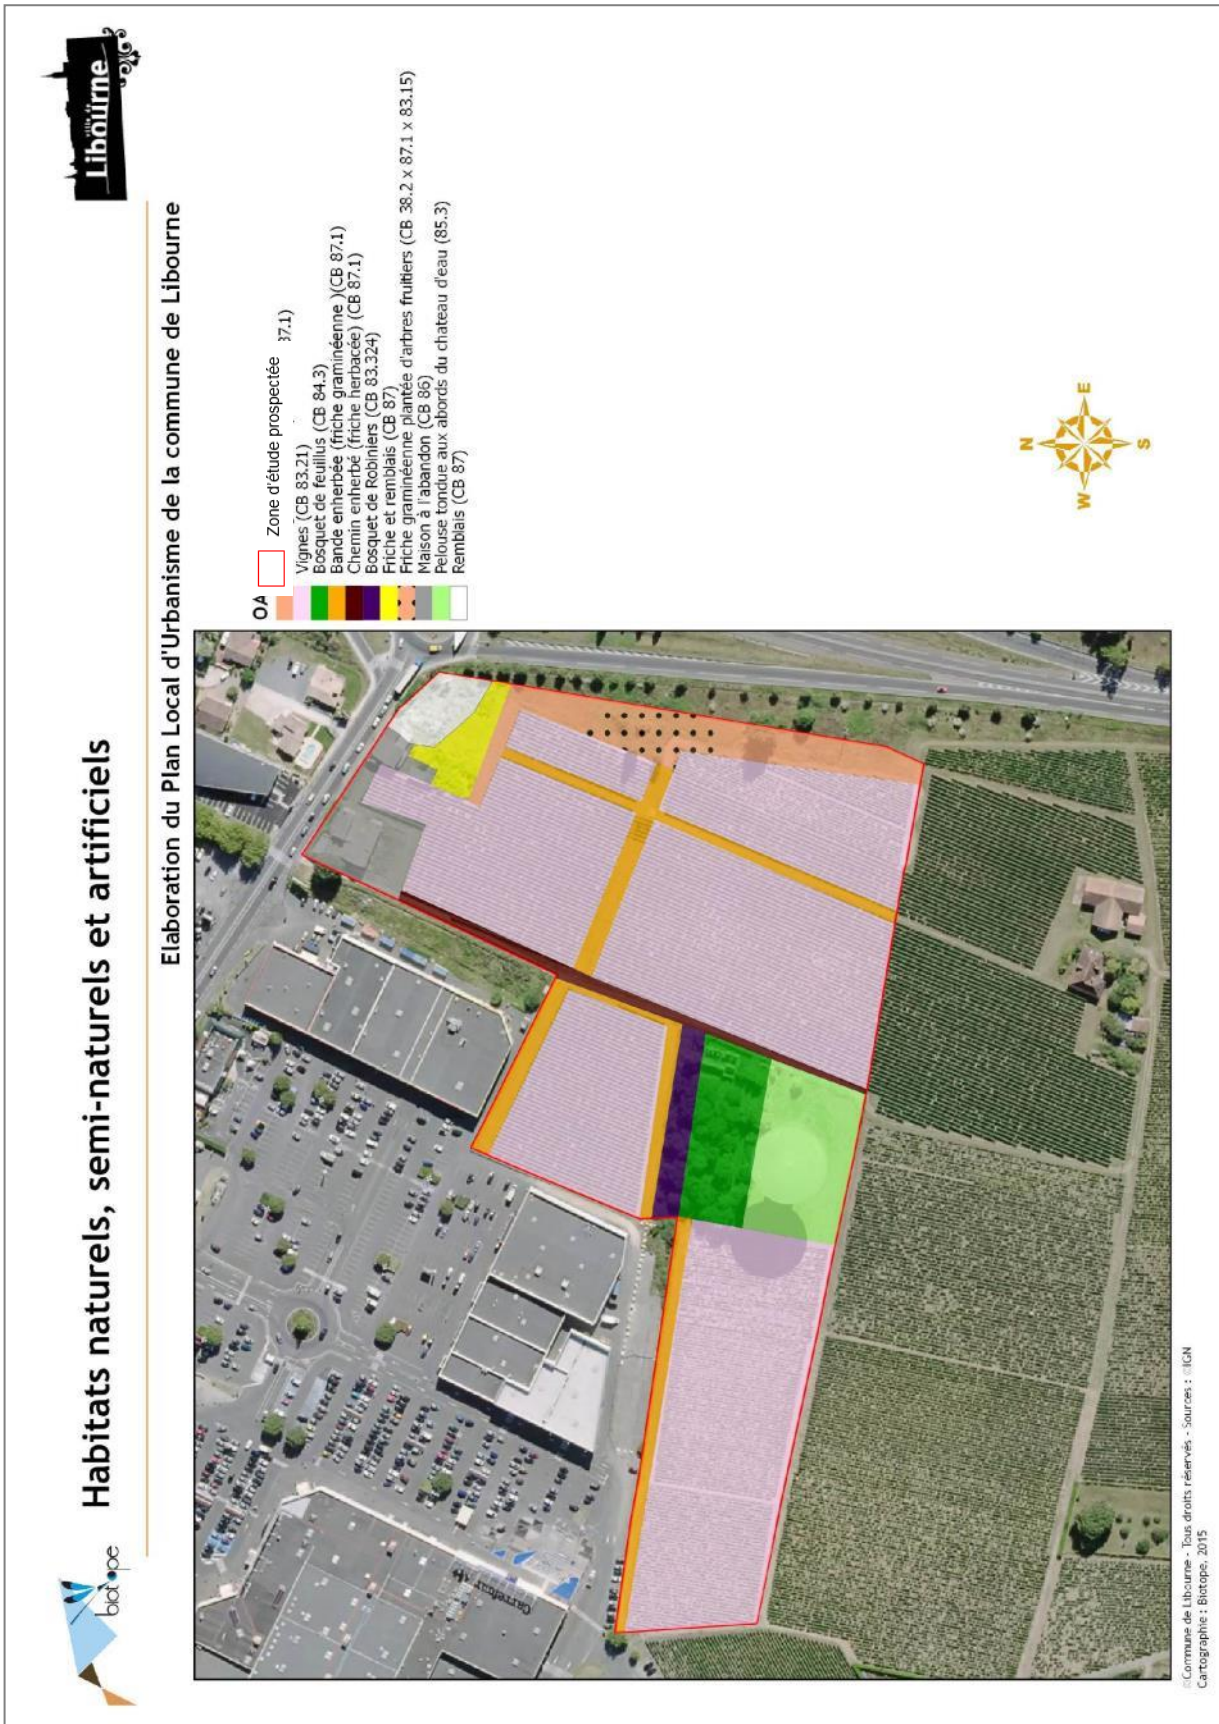 biotope
Habitats naturels, semi-naturels et artificiels
ville de
Libourne
Elaboration du Plan Local d'Urbanisme de la commune de Libourne
OA
Zone d'étude prospectée
37.1)
Vignes (CB 83.21)
Bosquet de feuillus (CB 84.3)
Bande enherbée (friche graminéenne )(CB 87.1)
Chemin enherbé (friche herbacée) (CB 87.1)
Bosquet de Robiniers (CB 83.324)
Friche et remblais (CB 87)
Friche graminéenne plantée d'arbres fruitiers (CB 38.2 x 87.1 x 83.15)
Maison à l'abandon (CB 86)
Pelouse tondue aux abords du chateau d'eau (85.3)
Remblais (CB 87)
N
W
E
S
Carrefour
©Commune de Libourne - Tous droits réservés - Sources : ©IGN
Cartographie : Biotope, 2015